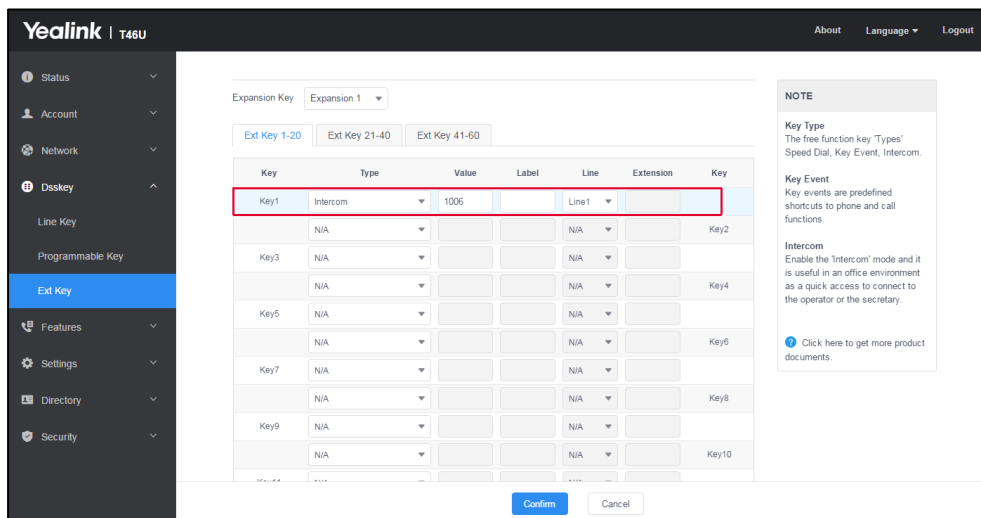 Yealink | T46U
About Language Logout
Status
Account
Network
Dsskey
Line Key
Programmable Key
Ext Key
Features
Settings
Directory
Security
Expansion Key Expansion 1
Ext Key 1-20 Ext Key 21-40 Ext Key 41-60
Key Type Value Label Line Extension Key
Key1 Intercom 1006 Line1
N/A N/A Key2
Key3 N/A N/A
N/A N/A Key4
Key5 N/A N/A
N/A N/A Key6
Key7 N/A N/A
N/A N/A Key8
Key9 N/A N/A
N/A N/A Key10
Confirm Cancel
NOTE
Key Type
The free function key 'Types'
Speed Dial, Key Event, Intercom.
Key Event
Key events are predefined
shortcuts to phone and call
functions.
Intercom
Enable the 'Intercom' mode and it
is useful in an office environment
as a quick access to connect to
the operator or the secretary.
Click here to get more product
documents.